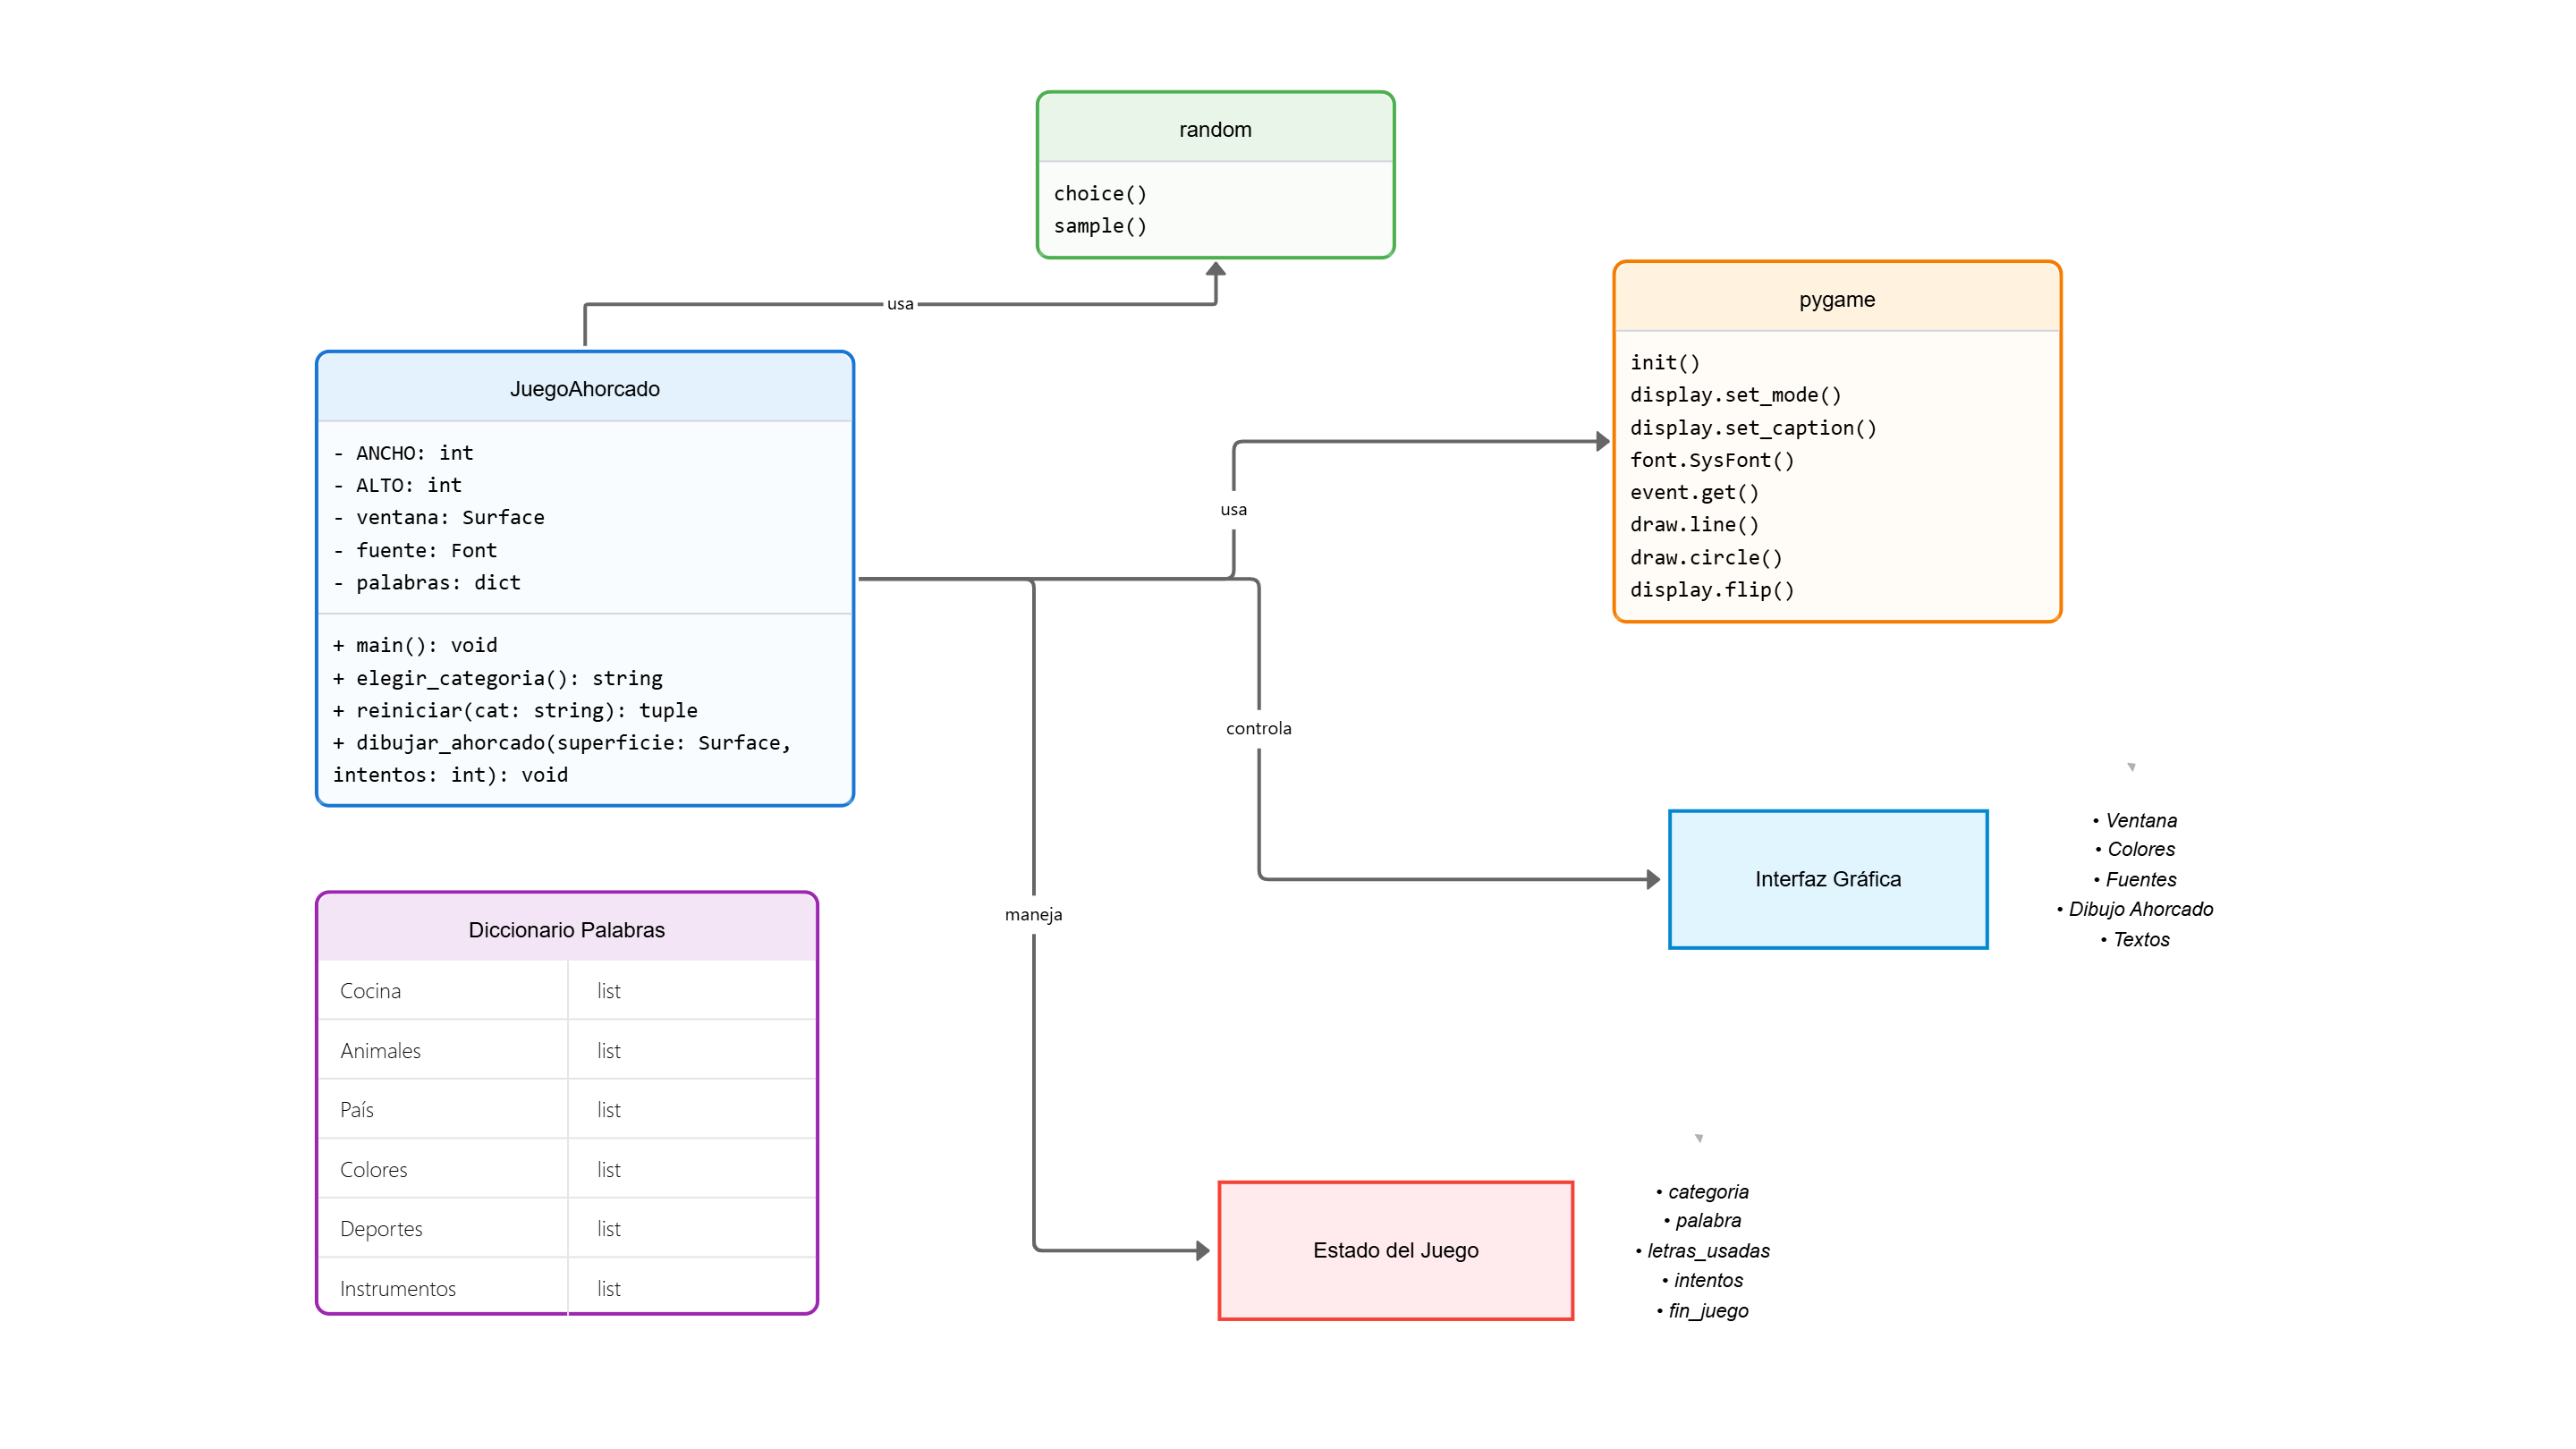 random
choice()
sample()
usa
JuegoAhorcado
- ANCHO: int
- ALTO: int
- ventana: Surface
- fuente: Font
- palabras: dict
+ main(): void
+ elegir_categoria(): string
+ reiniciar(cat: string): tuple
+ dibujar_ahorcado(superficie: Surface,
intentos: int): void
pygame
init()
display.set_mode()
display.set_caption()
font.SysFont()
event.get()
draw.line()
draw.circle()
display.flip()
usa
controla
maneja
Interfaz Gráfica
• Ventana
• Colores
• Fuentes
• Dibujo Ahorcado
• Textos
Diccionario Palabras
Cocina list
Animales list
País list
Colores list
Deportes list
Instrumentos list
Estado del Juego
• categoria
• palabra
• letras_usadas
• intentos
• fin_juego